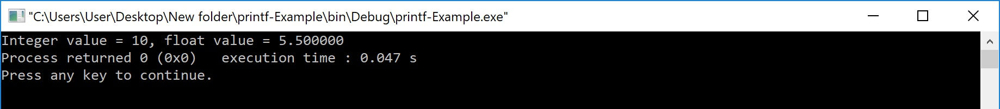 "C:\Users\User\Desktop\New folder\printf-Example\bin\Debug\printf-Example.exe"
Integer value = 10, float value = 5.500000
Process returned 0 (0x0)   execution time : 0.047 s
Press any key to continue.